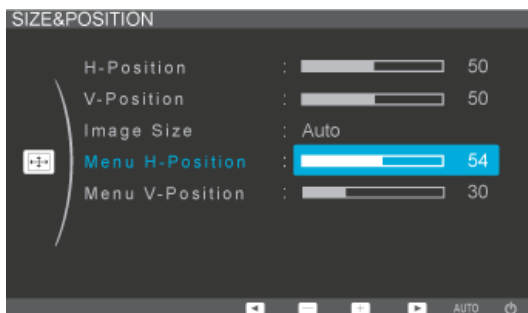 SIZE&POSITION
H-Position : 50
V-Position : 50
Image Size : Auto
Menu H-Position : 54
Menu V-Position : 30
AUTO